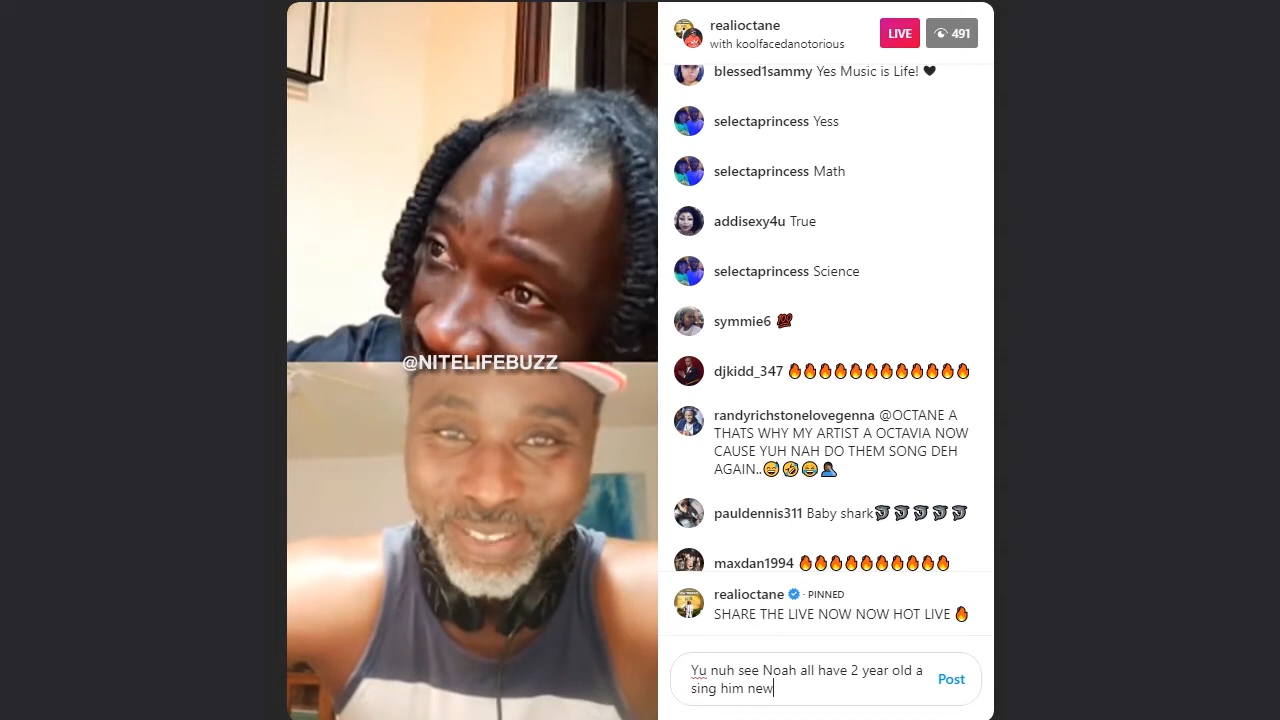 realioctane
with koolfacedanotorious
LIVE
491
blessed1sammy Yes Music is Life! 🖤
selectaprincess Yess
selectaprincess Math
addisexy4u True
selectaprincess Science
symmie6 💯
djkidd_347 🔥🔥🔥🔥🔥🔥🔥🔥🔥🔥🔥🔥
randyrichstonelovegenna @OCTANE A
THATS WHY MY ARTIST A OCTAVIA NOW
CAUSE YUH NAH DO THEM SONG DEH
AGAIN..😅🤣😂🤦🏿‍♂️
pauldennis311 Baby shark🦈🦈🦈🦈🦈
maxdan1994 🔥🔥🔥🔥🔥🔥🔥🔥🔥🔥
realioctane · PINNED
SHARE THE LIVE NOW NOW HOT LIVE 🔥
Yu nuh see Noah all have 2 year old a
sing him new
Post
@NITELIFEBUZZ